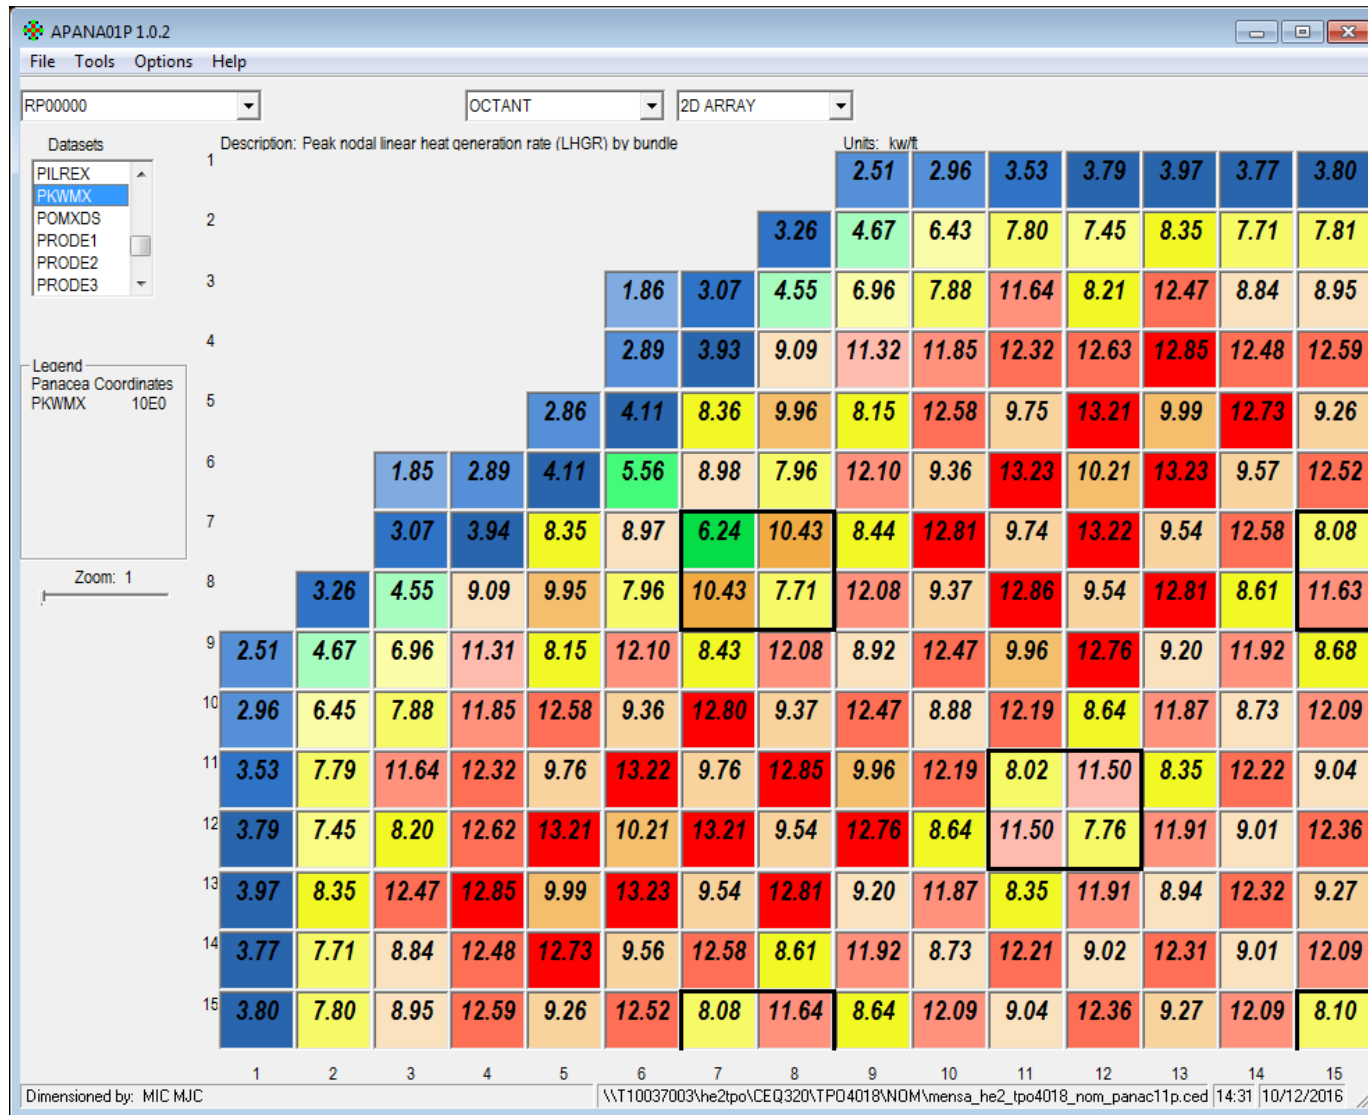 APANA01P 1.0.2
File Tools Options Help
RP00000 OCTANT 2D ARRAY
Datasets
PILREX
PKWMX
POMXDS
PRODE1
PRODE2
PRODE3
Legend
Panacea Coordinates
PKWMX 10E0
Zoom: 1
Description: Peak nodal linear heat generation rate (LHGR) by bundle Units: kw/ft
1 2.51 2.96 3.53 3.79 3.97 3.77 3.80
2 3.26 4.67 6.43 7.80 7.45 8.35 7.71 7.81
3 1.86 3.07 4.55 6.96 7.88 11.64 8.21 12.47 8.84 8.95
4 2.89 3.93 9.09 11.32 11.85 12.32 12.63 12.85 12.48 12.59
5 2.86 4.11 8.36 9.96 8.15 12.58 9.75 13.21 9.99 12.73 9.26
6 1.85 2.89 4.11 5.56 8.98 7.96 12.10 9.36 13.23 10.21 13.23 9.57 12.52
7 3.07 3.94 8.35 8.97 6.24 10.43 8.44 12.81 9.74 13.22 9.54 12.58 8.08
8 3.26 4.55 9.09 9.95 7.96 10.43 7.71 12.08 9.37 12.86 9.54 12.81 8.61 11.63
9 2.51 4.67 6.96 11.31 8.15 12.10 8.43 12.08 8.92 12.47 9.96 12.76 9.20 11.92 8.68
10 2.96 6.45 7.88 11.85 12.58 9.36 12.80 9.37 12.47 8.88 12.19 8.64 11.87 8.73 12.09
11 3.53 7.79 11.64 12.32 9.76 13.22 9.76 12.85 9.96 12.19 8.02 11.50 8.35 12.22 9.04
12 3.79 7.45 8.20 12.62 13.21 10.21 13.21 9.54 12.76 8.64 11.50 7.76 11.91 9.01 12.36
13 3.97 8.35 12.47 12.85 9.99 13.23 9.54 12.81 9.20 11.87 8.35 11.91 8.94 12.32 9.27
14 3.77 7.71 8.84 12.48 12.73 9.56 12.58 8.61 11.92 8.73 12.21 9.02 12.31 9.01 12.09
15 3.80 7.80 8.95 12.59 9.26 12.52 8.08 11.64 8.64 12.09 9.04 12.36 9.27 12.09 8.10
1 2 3 4 5 6 7 8 9 10 11 12 13 14 15
Dimensioned by: MIC MJC \\T10037003\he2tpo\CEQ320\TPO4018\NOM\mensa_he2_tpo4018_nom_panac11p.ced 14:31 10/12/2016